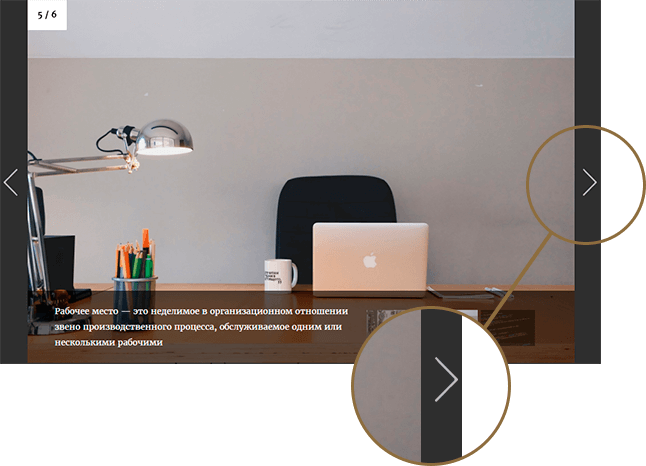 5 / 6
Рабочее место — это неделимое в организационном отношении
звено производственного процесса, обслуживаемое одним или
несколькими рабочими